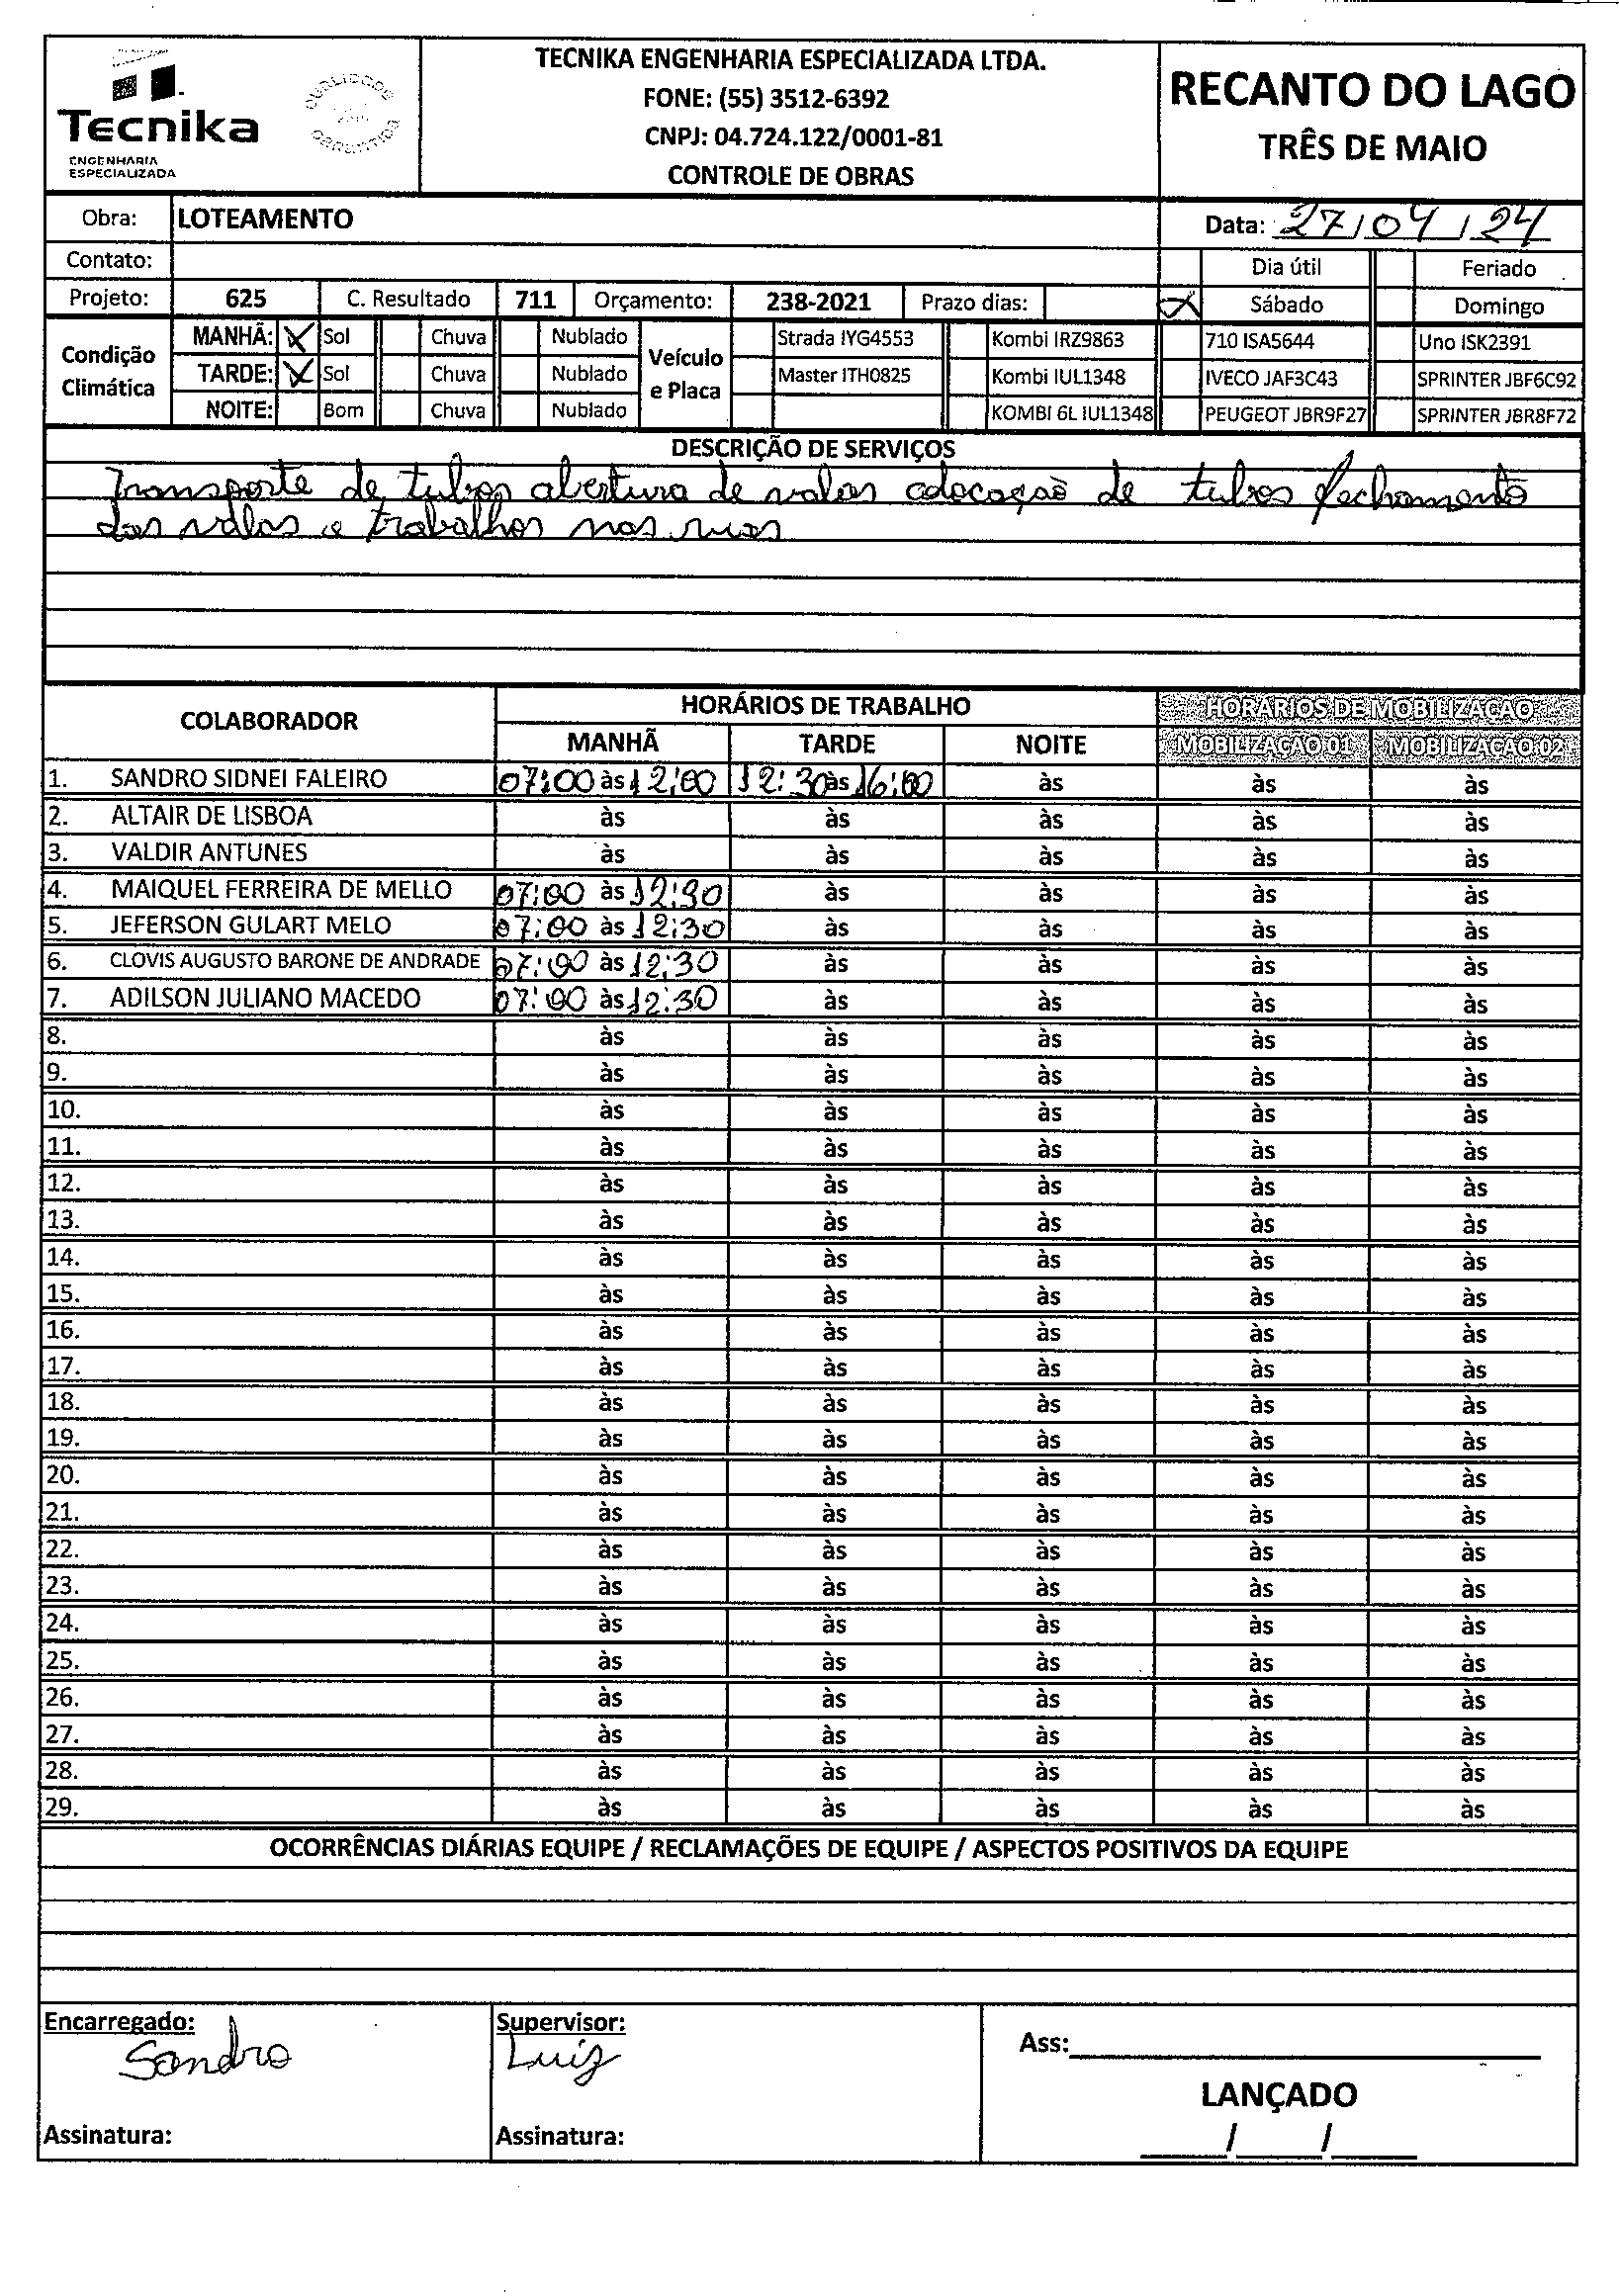 Tecnika
ENGENHARIA
ESPECIALIZADA
QUALIDADE
GARANTIDA
TECNIKA ENGENHARIA ESPECIALIZADA LTDA.
FONE: (55) 3512-6392
CNPJ: 04.724.122/0001-81
CONTROLE DE OBRAS
RECANTO DO LAGO
TRÊS DE MAIO
Obra: LOTEAMENTO Data: 27/04/24
Contato: Dia útil Feriado
Projeto: 625 C. Resultado 711 Orçamento: 238-2021 Prazo dias: X Sábado Domingo
Condição Climática
MANHÃ: X Sol Chuva Nublado
TARDE: X Sol Chuva Nublado
NOITE: Bom Chuva Nublado
Veículo e Placa
Strada IYG4553 Kombi IRZ9863 710 ISA5644 Uno ISK2391
Master ITH0825 Kombi IUL1348 IVECO JAF3C43 SPRINTER JBF6C92
KOMBI 6L IUL1348 PEUGEOT JBR9F27 SPRINTER JBR8F72
DESCRIÇÃO DE SERVIÇOS
Transporte de tubos abertura de valas colocação de tubos fechamento
das valas e trabalhos nas ruas
COLABORADOR HORÁRIOS DE TRABALHO HORÁRIOS DE MOBILIZAÇÃO
MANHÃ TARDE NOITE MOBILIZAÇÃO 01 MOBILIZAÇÃO 02
1. SANDRO SIDNEI FALEIRO 07:00 às 12:00 12:30 às 16:00 às às às
2. ALTAIR DE LISBOA às às às às às
3. VALDIR ANTUNES às às às às às
4. MAIQUEL FERREIRA DE MELLO 07:00 às 12:30 às às às às
5. JEFERSON GULART MELO 07:00 às 12:30 às às às às
6. CLOVIS AUGUSTO BARONE DE ANDRADE 07:00 às 12:30 às às às às
7. ADILSON JULIANO MACEDO 07:00 às 12:30 às às às às
8. às às às às às
9. às às às às às
10. às às às às às
11. às às às às às
12. às às às às às
13. às às às às às
14. às às às às às
15. às às às às às
16. às às às às às
17. às às às às às
18. às às às às às
19. às às às às às
20. às às às às às
21. às às às às às
22. às às às às às
23. às às às às às
24. às às às às às
25. às às às às às
26. às às às às às
27. às às às às às
28. às às às às às
29. às às às às às
OCORRÊNCIAS DIÁRIAS EQUIPE / RECLAMAÇÕES DE EQUIPE / ASPECTOS POSITIVOS DA EQUIPE
Encarregado: Supervisor:
Sandro Luiz Ass:
LANÇADO
Assinatura: Assinatura: / /